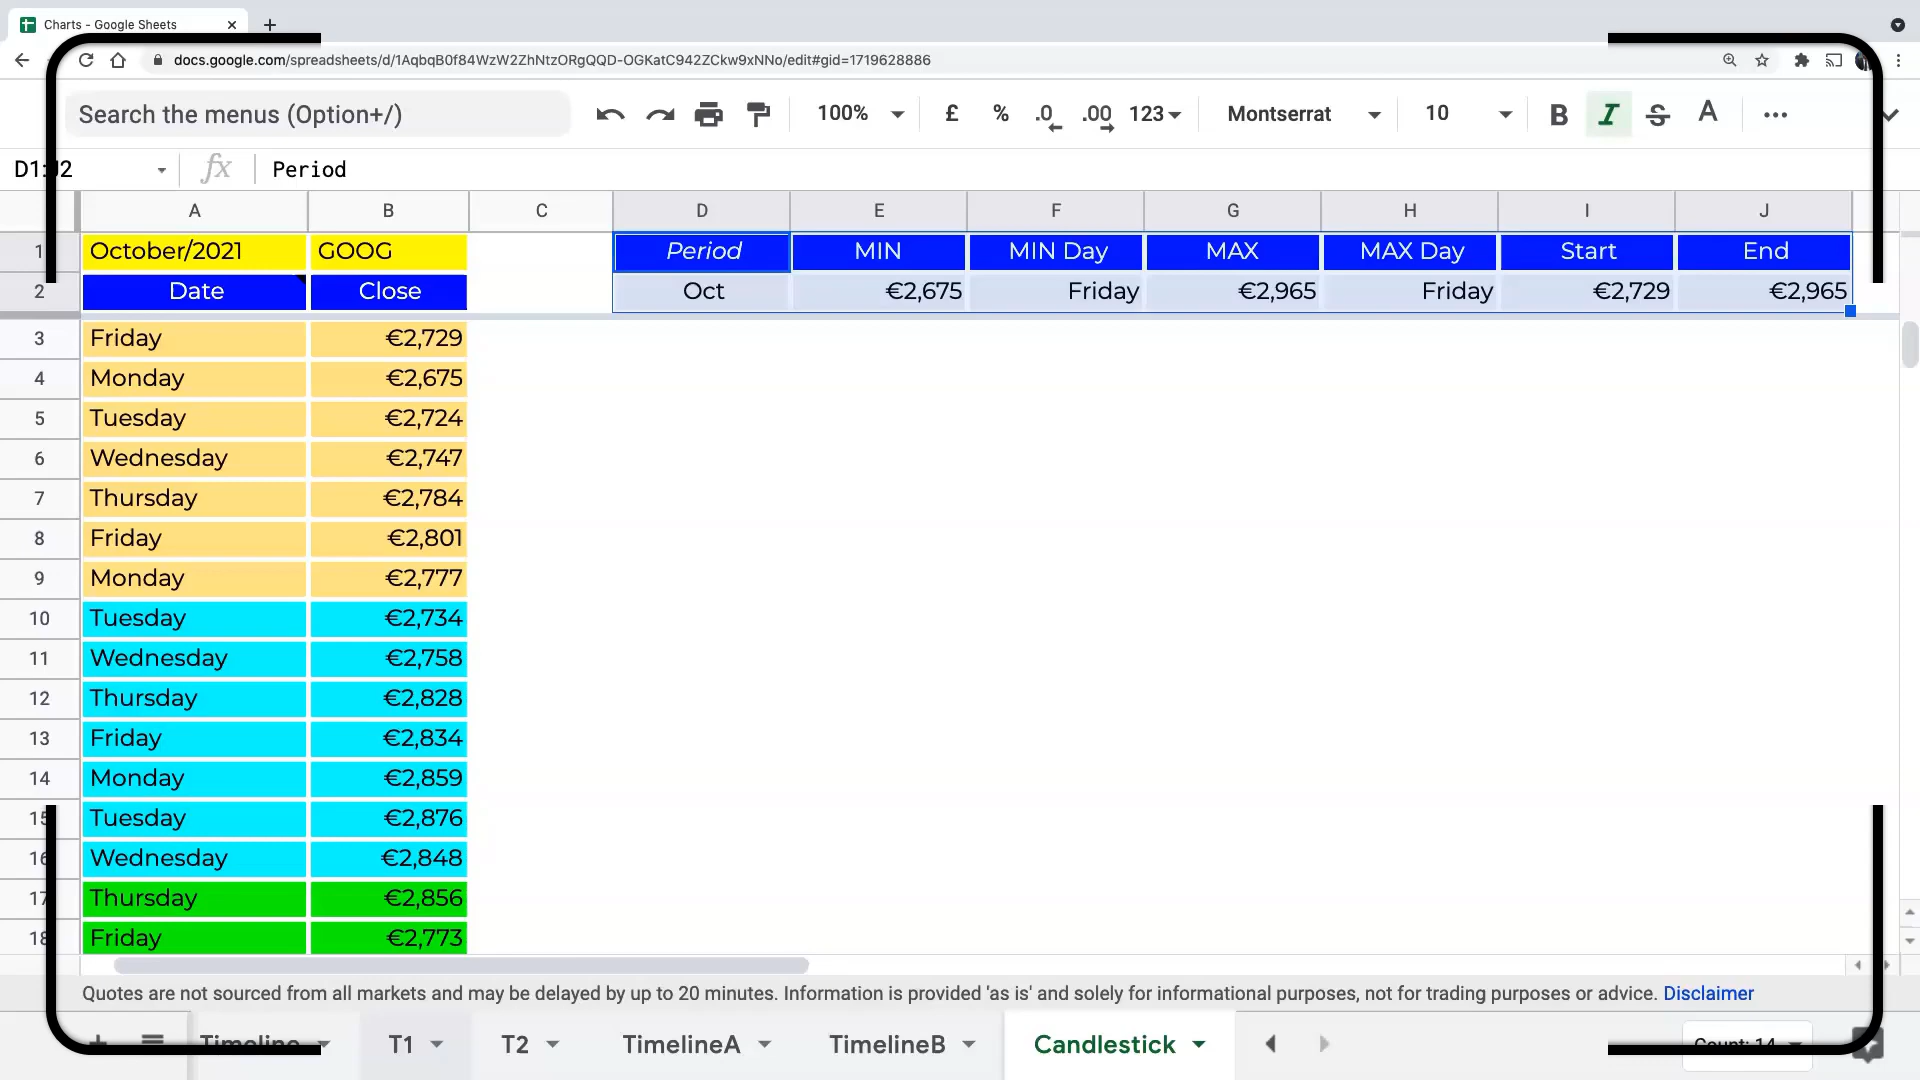 Charts - Google Sheets
docs.google.com/spreadsheets/d/1AqbqB0f84WzW2ZhNtzORgQQD-OGKatC942ZCkw9xNNo/edit#gid=1719628886
Search the menus (Option+/) 100% £ % .0 .00 123 Montserrat 10 B I S A
D1:J2 fx Period
A B C D E F G H I J
1 October/2021 GOOG Period MIN MIN Day MAX MAX Day Start End
2 Date Close Oct €2,675 Friday €2,965 Friday €2,729 €2,965
3 Friday €2,729
4 Monday €2,675
5 Tuesday €2,724
6 Wednesday €2,747
7 Thursday €2,784
8 Friday €2,801
9 Monday €2,777
10 Tuesday €2,734
11 Wednesday €2,758
12 Thursday €2,828
13 Friday €2,834
14 Monday €2,859
15 Tuesday €2,876
16 Wednesday €2,848
17 Thursday €2,856
18 Friday €2,773
Quotes are not sourced from all markets and may be delayed by up to 20 minutes. Information is provided 'as is' and solely for informational purposes, not for trading purposes or advice. Disclaimer
Timeline T1 T2 TimelineA TimelineB Candlestick Count: 14